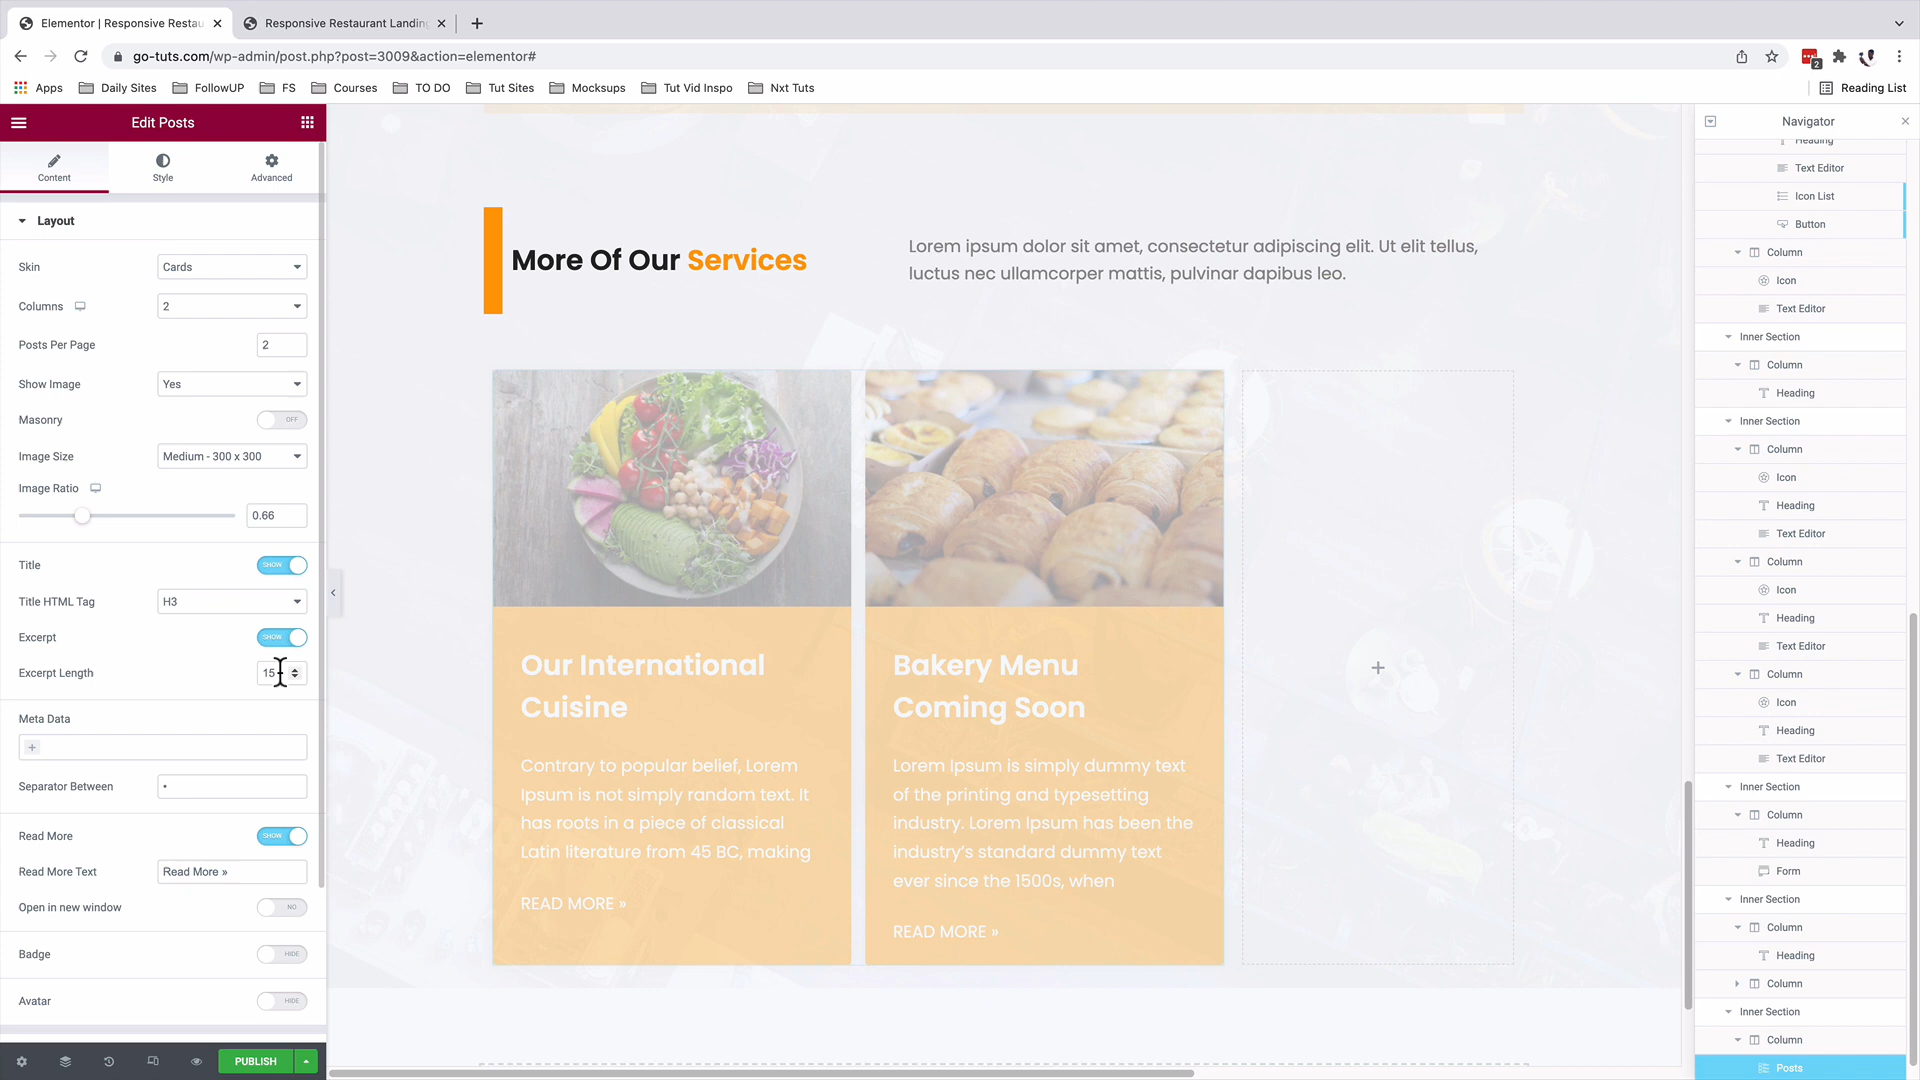 Elementor | Responsive Restau
Responsive Restaurant Landing
go-tuts.com/wp-admin/post.php?post=3009&action=elementor#
2
Apps
Daily Sites
FollowUP
FS
Courses
TO DO
Tut Sites
Mocksups
Tut Vid Inspo
Nxt Tuts
Reading List
Edit Posts
Content
Style
Advanced
Layout
Skin
Cards
Columns
2
Posts Per Page
2
Show Image
Yes
Masonry
OFF
Image Size
Medium - 300 x 300
Image Ratio
0.66
Title
SHOW
Title HTML Tag
H3
Excerpt
SHOW
Excerpt Length
15
Meta Data
+
Separator Between
•
Read More
SHOW
Read More Text
Read More »
Open in new window
NO
Badge
HIDE
Avatar
HIDE
PUBLISH
More Of Our Services
Lorem ipsum dolor sit amet, consectetur adipiscing elit. Ut elit tellus,
luctus nec ullamcorper mattis, pulvinar dapibus leo.
Our International
Cuisine
Contrary to popular belief, Lorem
Ipsum is not simply random text. It
has roots in a piece of classical
Latin literature from 45 BC, making
READ MORE »
Bakery Menu
Coming Soon
Lorem Ipsum is simply dummy text
of the printing and typesetting
industry. Lorem Ipsum has been the
industry's standard dummy text
ever since the 1500s, when
READ MORE »
Navigator
Heading
Text Editor
Icon List
Button
Column
Icon
Text Editor
Inner Section
Column
Heading
Inner Section
Column
Icon
Heading
Text Editor
Column
Icon
Heading
Text Editor
Column
Icon
Heading
Text Editor
Inner Section
Column
Heading
Form
Inner Section
Column
Heading
Column
Inner Section
Column
Posts